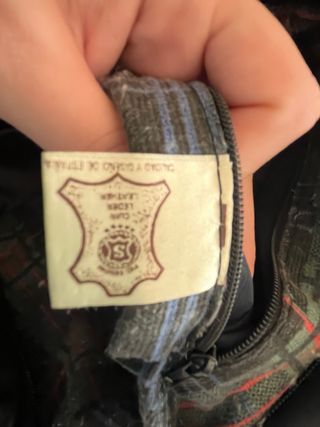 CUIR
LEDER
LEATHER
CALIDAD Y DISEÑO DE ESPAÑA